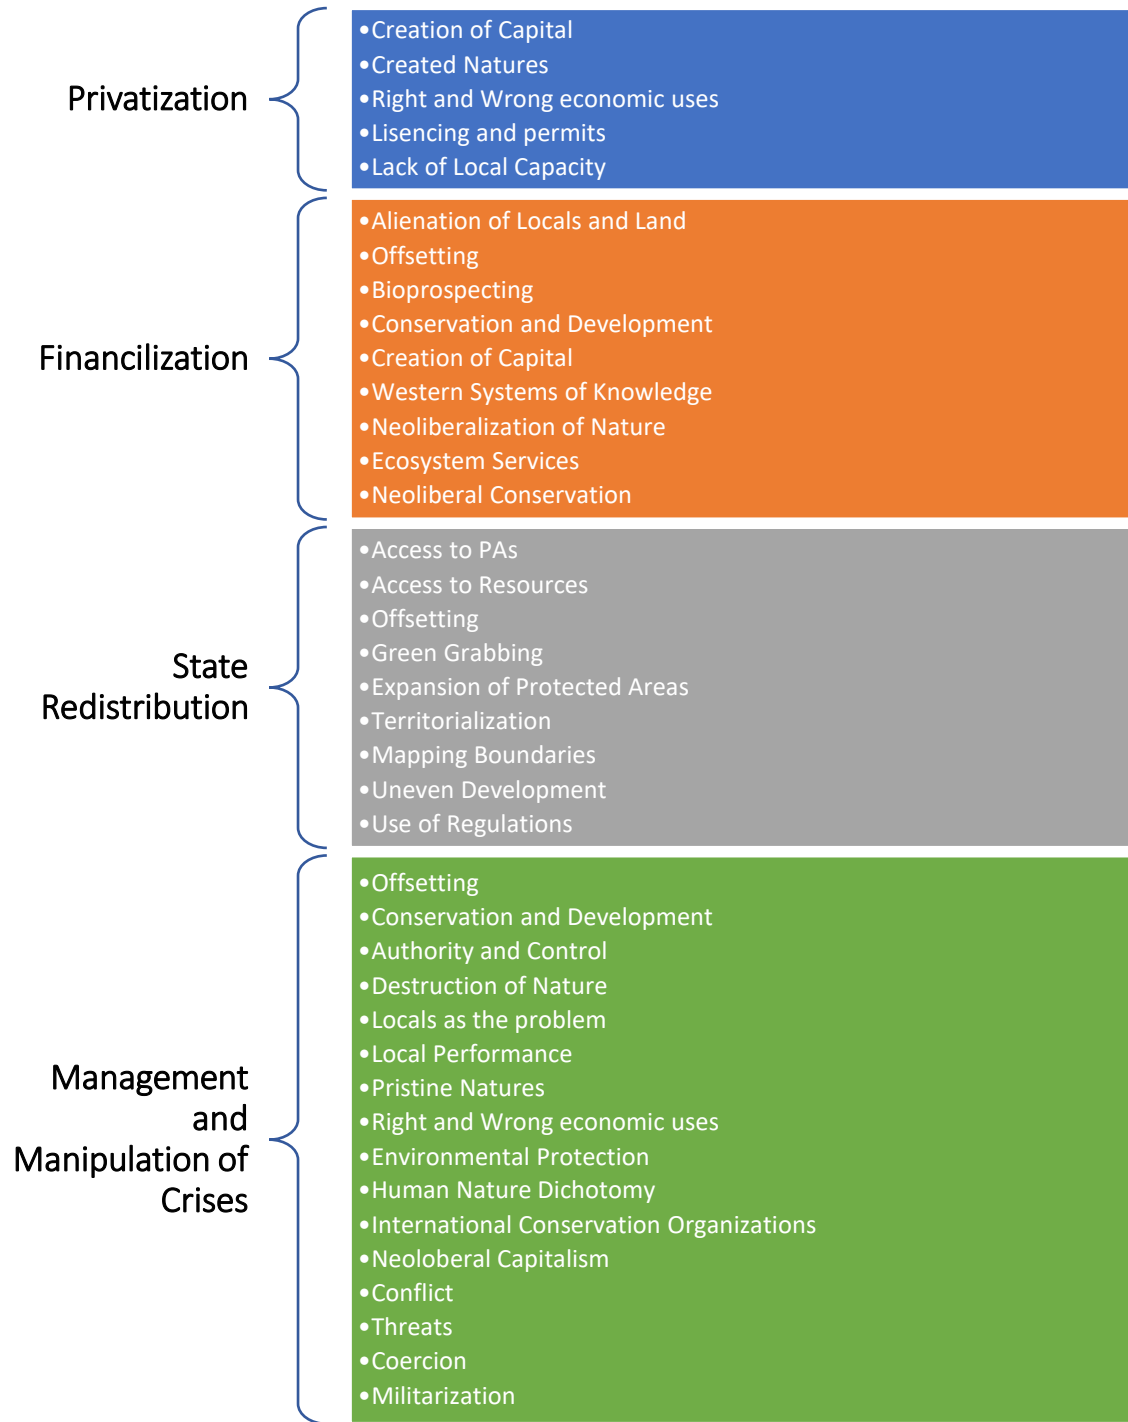 Privatization
•Creation of Capital
•Created Natures
•Right and Wrong economic uses
•Lisencing and permits
•Lack of Local Capacity
Financilization
•Alienation of Locals and Land
•Offsetting
•Bioprospecting
•Conservation and Development
•Creation of Capital
•Western Systems of Knowledge
•Neoliberalization of Nature
•Ecosystem Services
•Neoliberal Conservation
State
Redistribution
•Access to PAs
•Access to Resources
•Offsetting
•Green Grabbing
•Expansion of Protected Areas
•Territorialization
•Mapping Boundaries
•Uneven Development
•Use of Regulations
Management
and
Manipulation of
Crises
•Offsetting
•Conservation and Development
•Authority and Control
•Destruction of Nature
•Locals as the problem
•Local Performance
•Pristine Natures
•Right and Wrong economic uses
•Environmental Protection
•Human Nature Dichotomy
•International Conservation Organizations
•Neoloberal Capitalism
•Conflict
•Threats
•Coercion
•Militarization